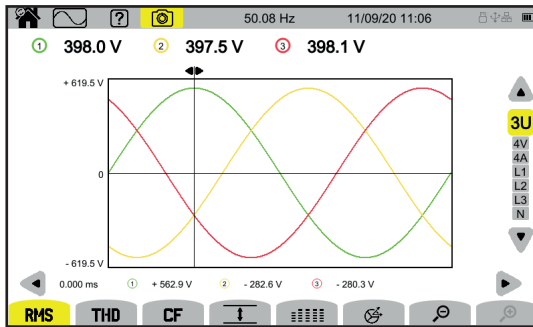 ? 50.08 Hz 11/09/20 11:06
1 398.0 V 2 397.5 V 3 398.1 V
+ 619.5 V
0
- 619.5 V
3U
4V
4A
L1
L2
L3
N
0.000 ms 1 + 562.9 V 2 - 282.6 V 3 - 280.3 V
RMS THD CF